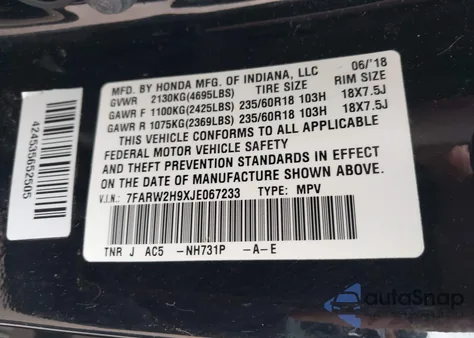 MFD. BY HONDA MFG. OF INDIANA, LLC 06/'18
GVWR 2130KG(4695LBS) TIRE SIZE RIM SIZE
GAWR F 1100KG(2425LBS) 235/60R18 103H 18X7.5J
GAWR R 1075KG(2369LBS) 235/60R18 103H 18X7.5J
THIS VEHICLE CONFORMS TO ALL APPLICABLE
FEDERAL MOTOR VEHICLE SAFETY
AND THEFT PREVENTION STANDARDS IN EFFECT
ON THE DATE OF MANUFACTURE SHOWN ABOVE.
V.I.N.: 7FARW2H9XJE067233 TYPE: MPV
TNR J AC5 -NH731P -A-E
424535652505
autoSnap